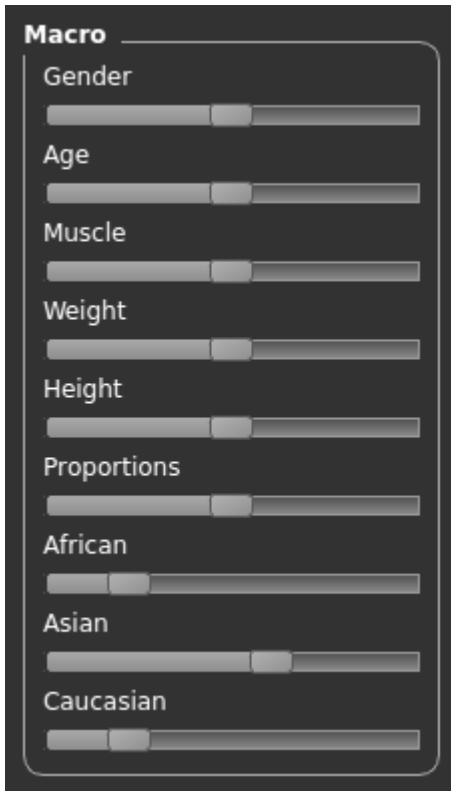 Macro
Gender
Age
Muscle
Weight
Height
Proportions
African
Asian
Caucasian